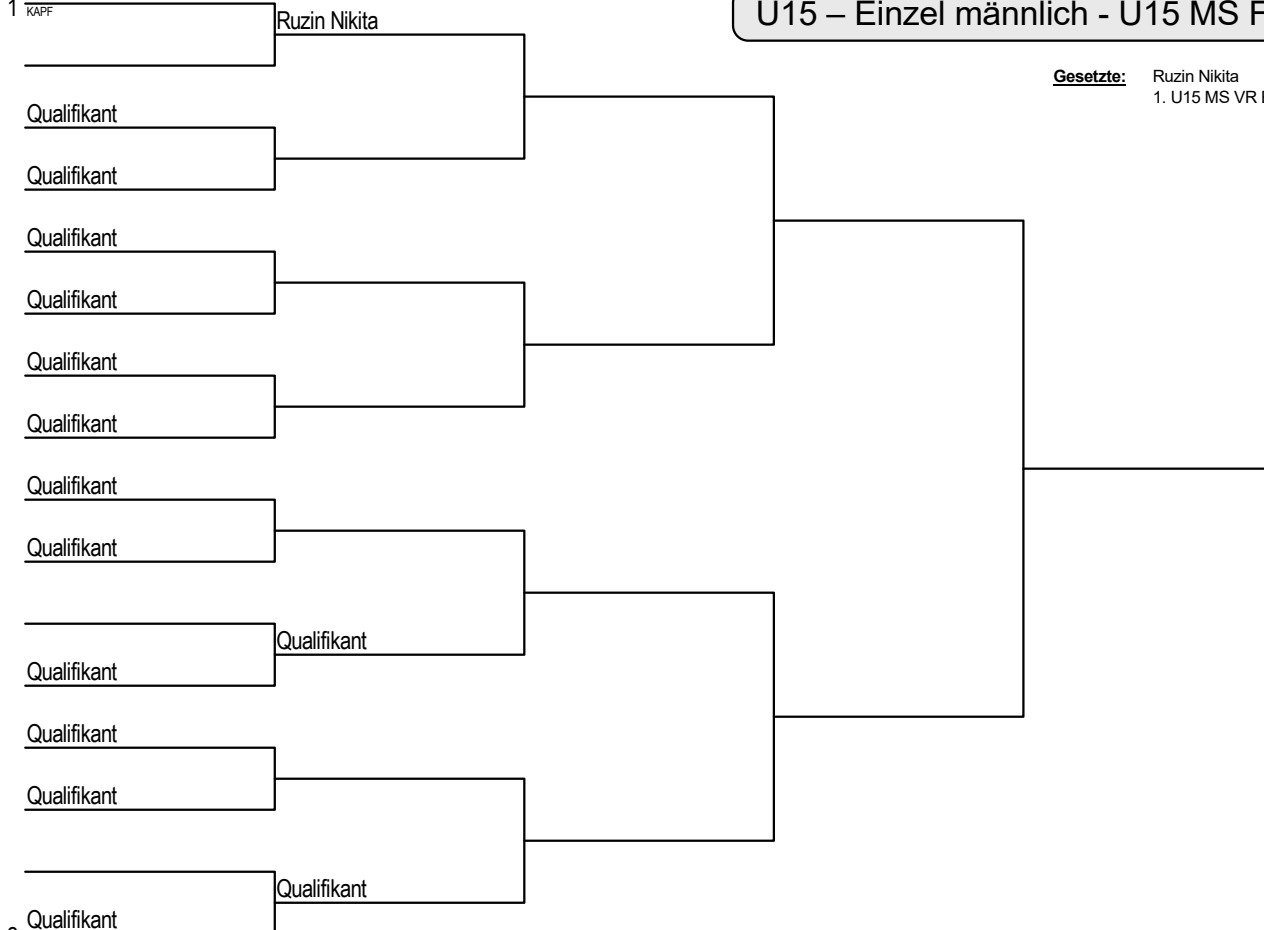 U15 – Einzel männlich - U15 MS
1 KAPF
Ruzin Nikita
Gesetzte: Ruzin Nikita
1. U15 MS VR
Qualifikant
Qualifikant
Qualifikant
Qualifikant
Qualifikant
Qualifikant
Qualifikant
Qualifikant
Qualifikant
Qualifikant
Qualifikant
Qualifikant
Qualifikant
Qualifikant